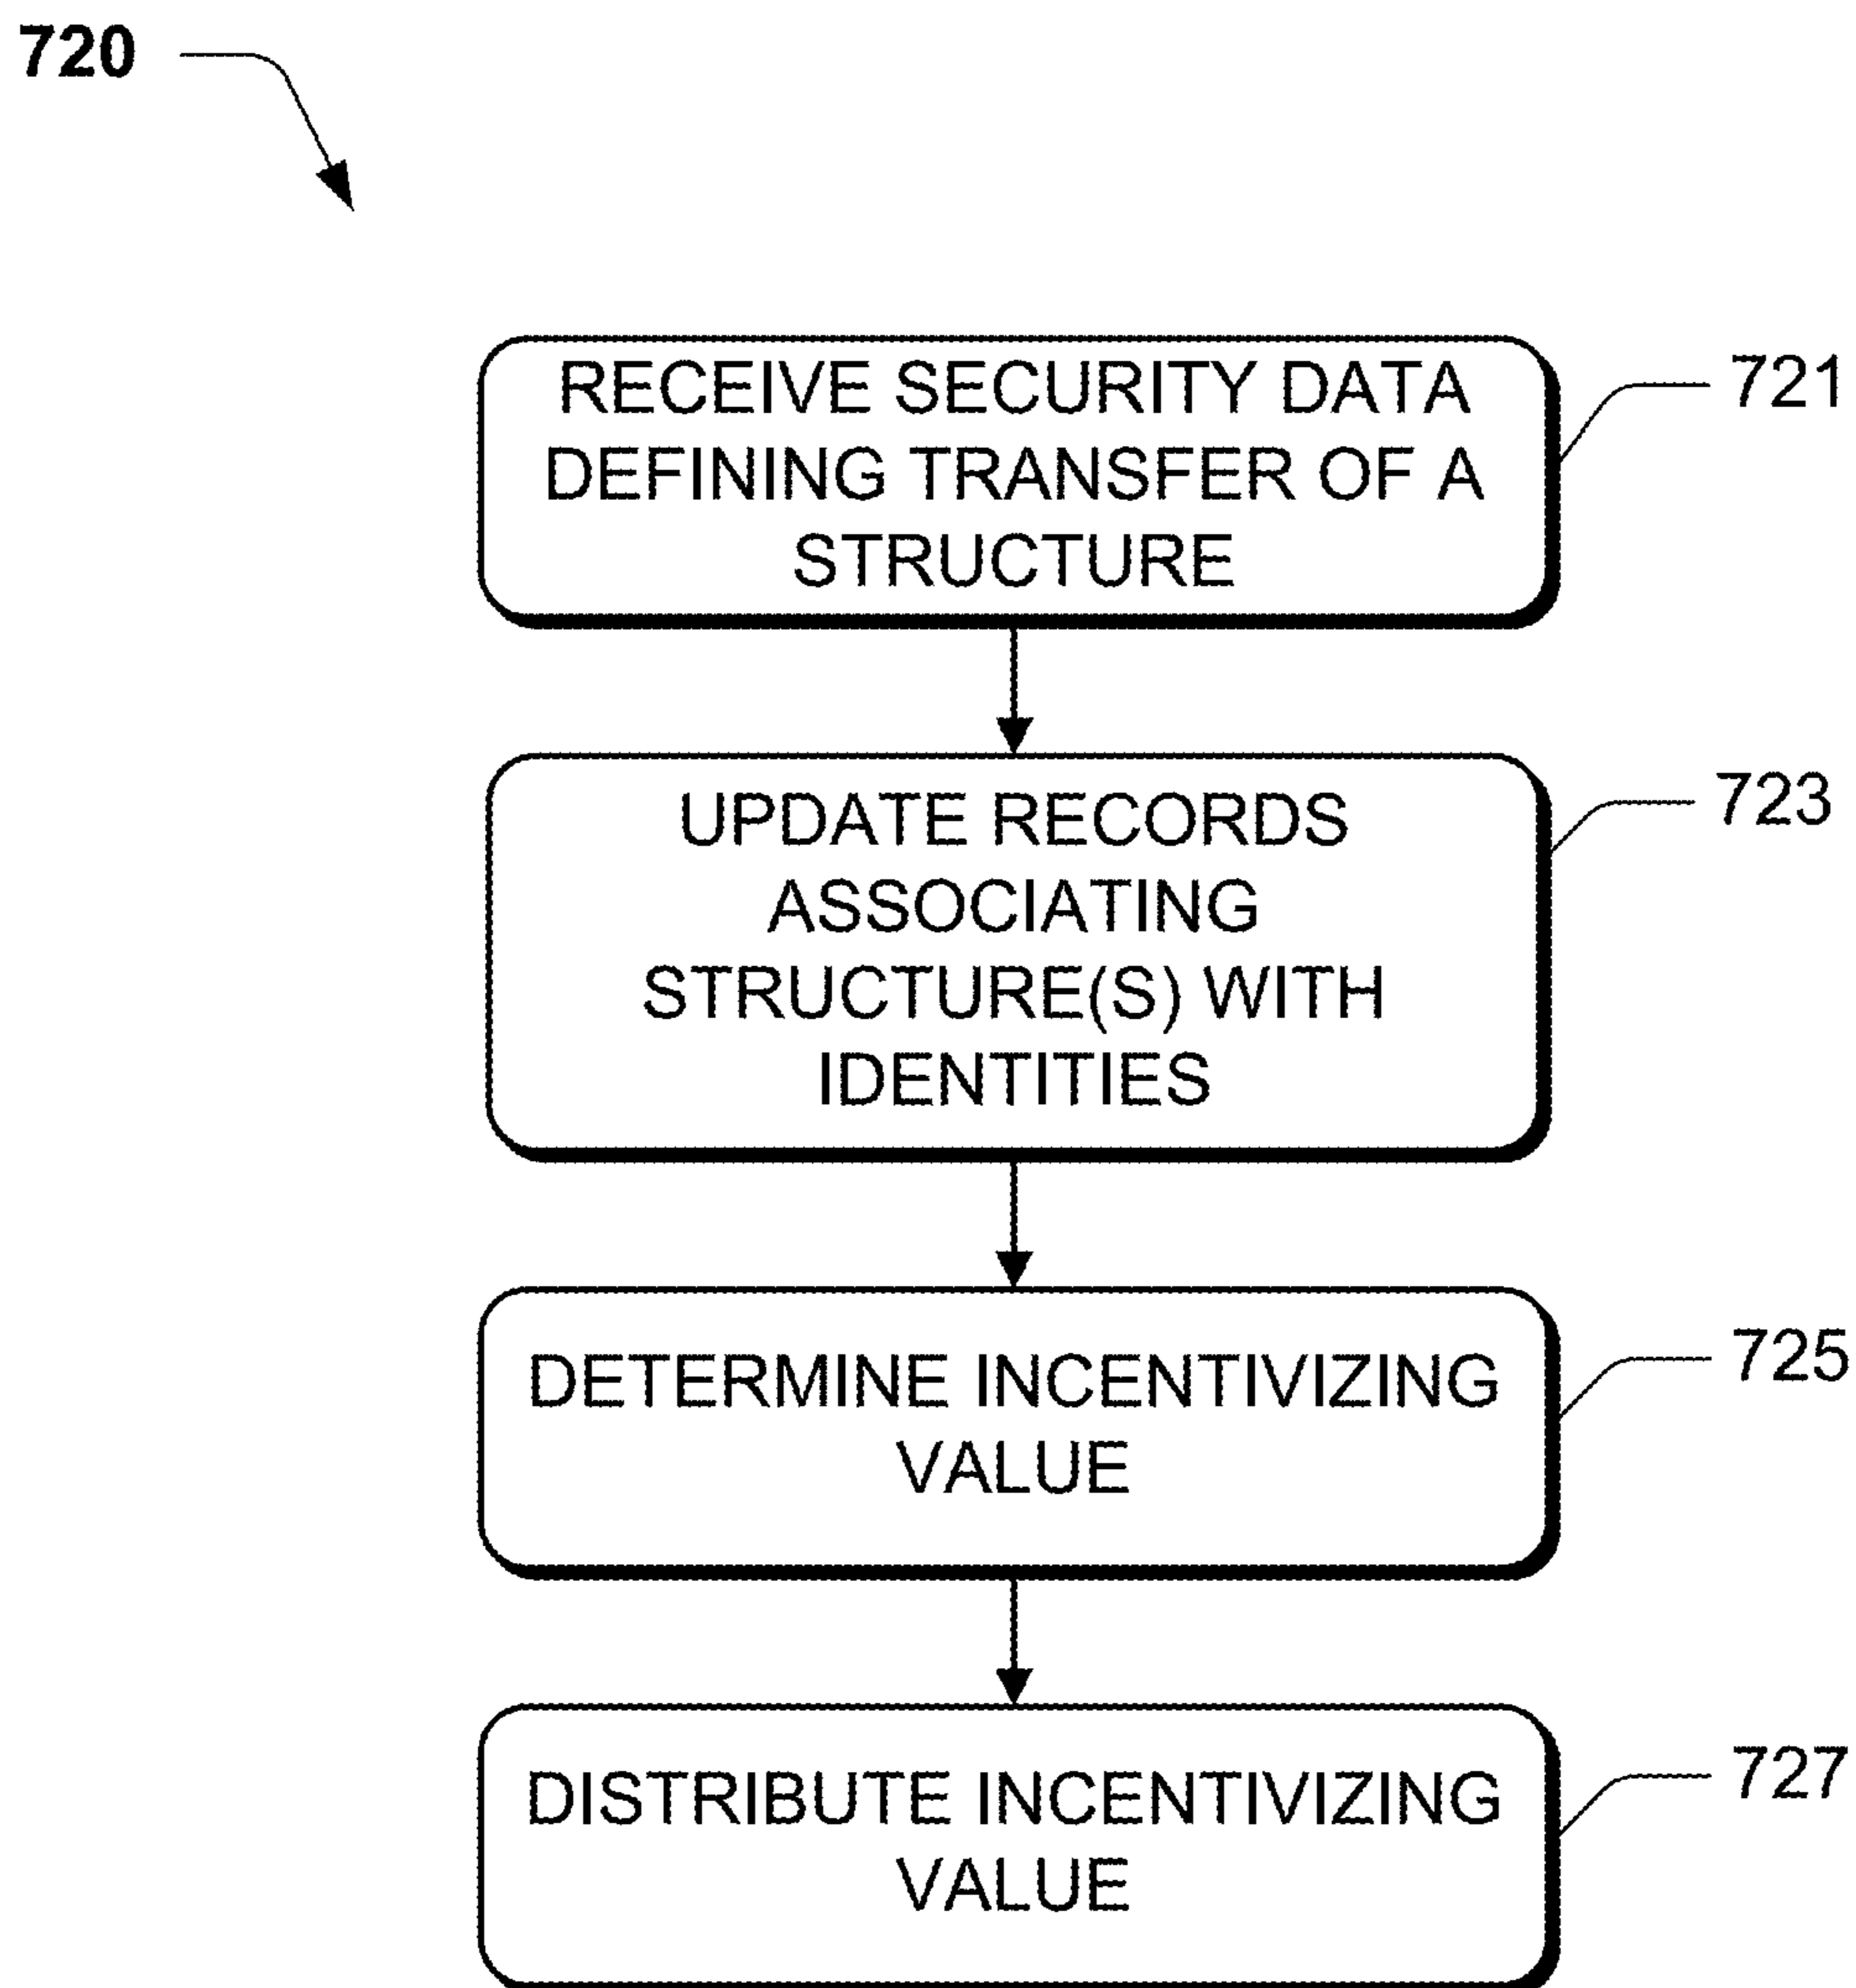 720
RECEIVE SECURITY DATA
DEFINING TRANSFER OF A
STRUCTURE
721
UPDATE RECORDS
ASSOCIATING
STRUCTURE(S) WITH
IDENTITIES
723
DETERMINE INCENTIVIZING
VALUE
725
DISTRIBUTE INCENTIVIZING
VALUE
727